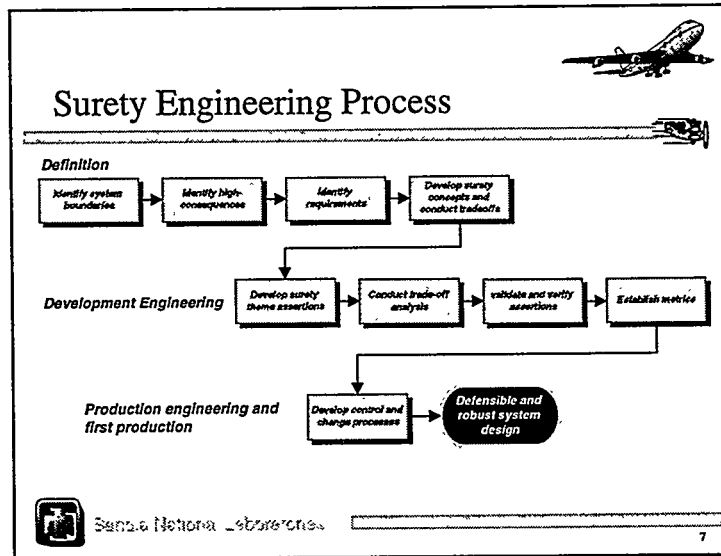 Surety Engineering Process
Definition
Identify system
boundaries
Identify high-
consequences
Identify
requirements
Develop surety
concepts and
conduct tradeoffs
Development Engineering
Develop surety
theme assertions
Conduct trade-off
analysis
validate and verify
assertions
Establish metrics
Production engineering and
first production
Develop control and
change processes
Defensible and
robust system
design
Sandia National Laboratories
7